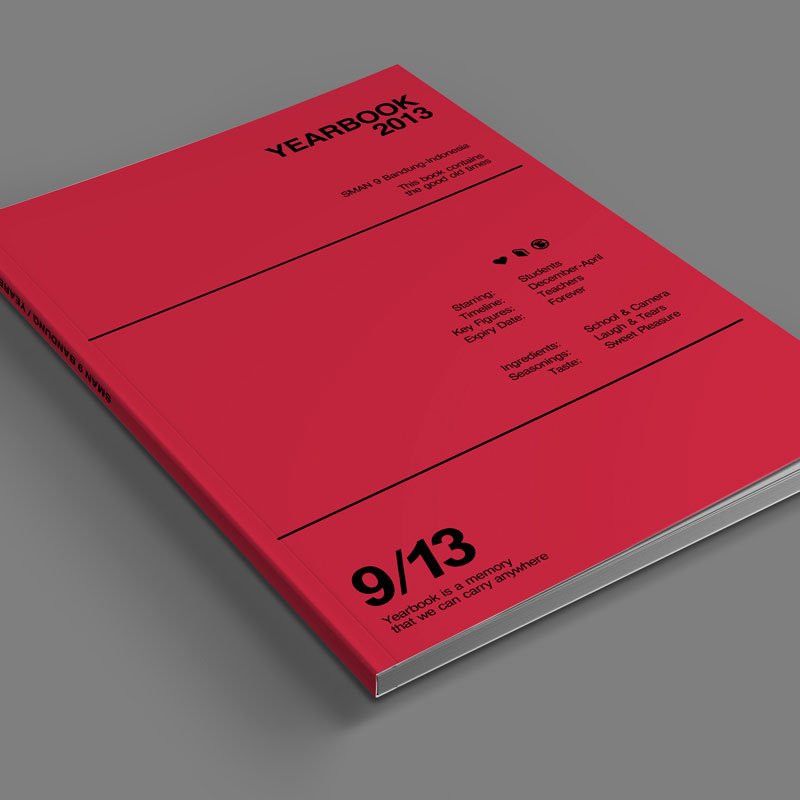 YEARBOOK
2013
SMAN 9 Bandung-Indonesia
This book contains
the good old times
Starring: Students
Timeline: December-April
Key Figures: Teachers
Expiry Date: Forever
Ingredients: School & Camera
Seasonings: Laugh & Tears
Taste: Sweet Pleasure
9/13
Yearbook is a memory
that we can carry anywhere
SMAN 9 BANDUNG /